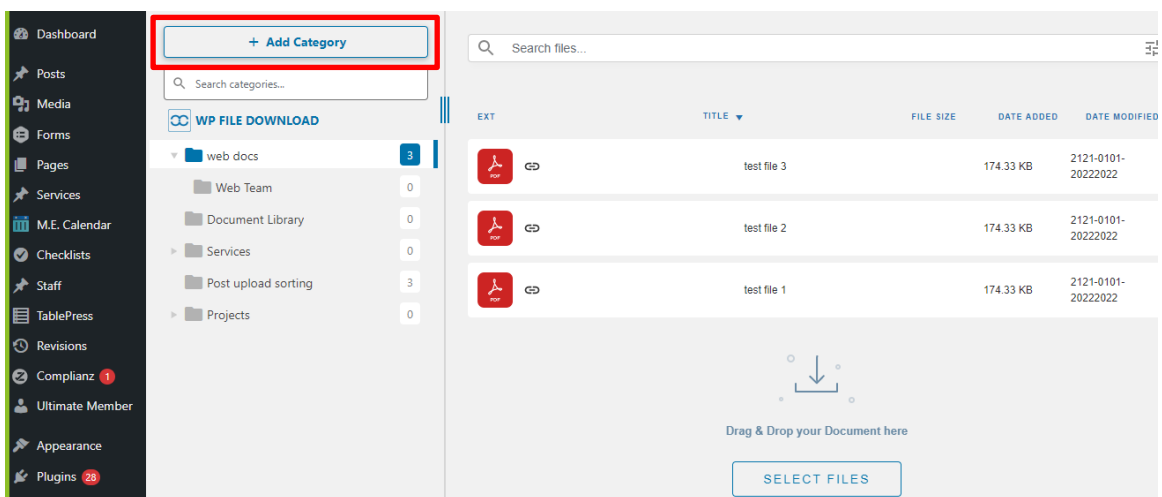 Dashboard
Posts
Media
Forms
Pages
Services
M.E. Calendar
Checklists
Staff
TablePress
Revisions
Complianz 1
Ultimate Member
Appearance
Plugins 28
+ Add Category
Search categories...
WP FILE DOWNLOAD
web docs 3
Web Team 0
Document Library 0
Services 0
Post upload sorting 3
Projects 0
Search files...
EXT TITLE FILE SIZE DATE ADDED DATE MODIFIED
PDF test file 3 174.33 KB 2121-0101-
20222022
PDF test file 2 174.33 KB 2121-0101-
20222022
PDF test file 1 174.33 KB 2121-0101-
20222022
Drag & Drop your Document here
SELECT FILES